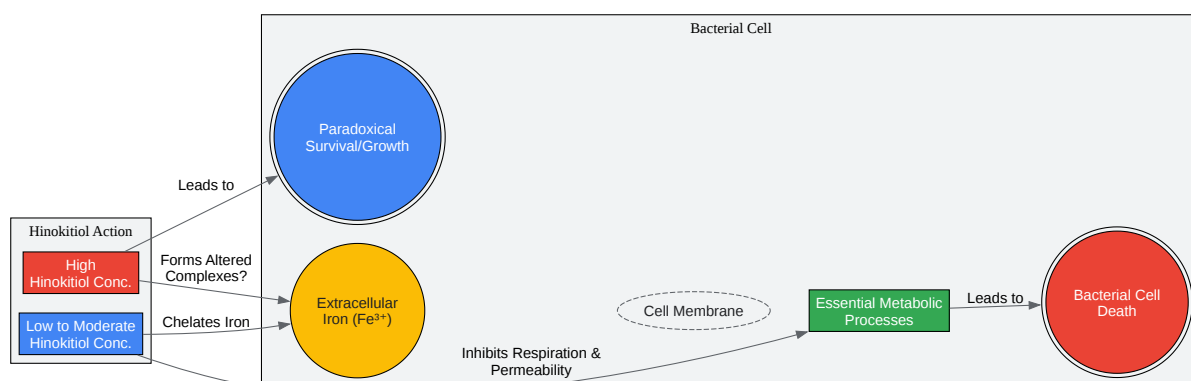 Bacterial Cell
Paradoxical
Survival/Growth
Leads to
Hinokitiol Action
High
Hinokitiol Conc.
Forms Altered
Complexes?
Low to Moderate
Hinokitiol Conc.
Chelates Iron
Extracellular
Iron (Fe³⁺)
Cell Membrane
Inhibits Respiration &
Permeability
Essential Metabolic
Processes
Leads to
Bacterial Cell
Death